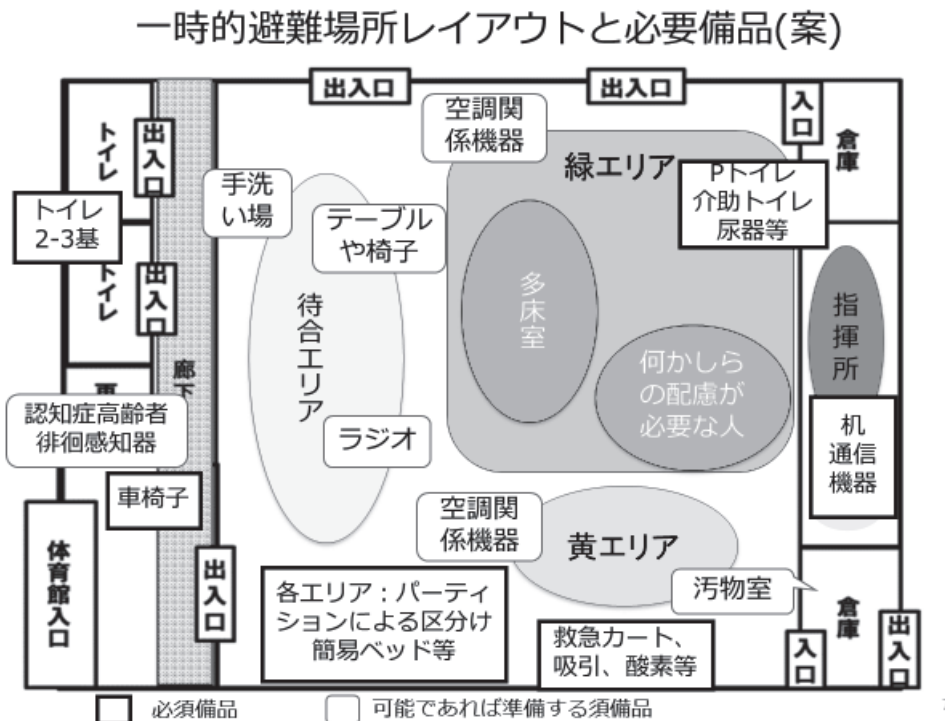 一時的避難場所レイアウトと必要備品(案)
出入口
出入口
空調関
係機器
入口
倉庫
トイレ
出入口
緑エリア
Pトイレ
介助トイレ
尿器等
手洗
い場
トイレ
2-3基
テーブル
や椅子
トイレ
出入口
多床室
指揮所
待合エリア
廊下
何かしら
の配慮が
必要な人
認知症高齢者
徘徊感知器
ラジオ
机
通信
機器
車椅子
空調関
係機器
黄エリア
体育館入口
出入口
各エリア：パーティ
ションによる区分け
簡易ベッド等
汚物室
倉庫
救急カート、
吸引、酸素等
入口
出入口
必須備品
可能であれば準備する須備品